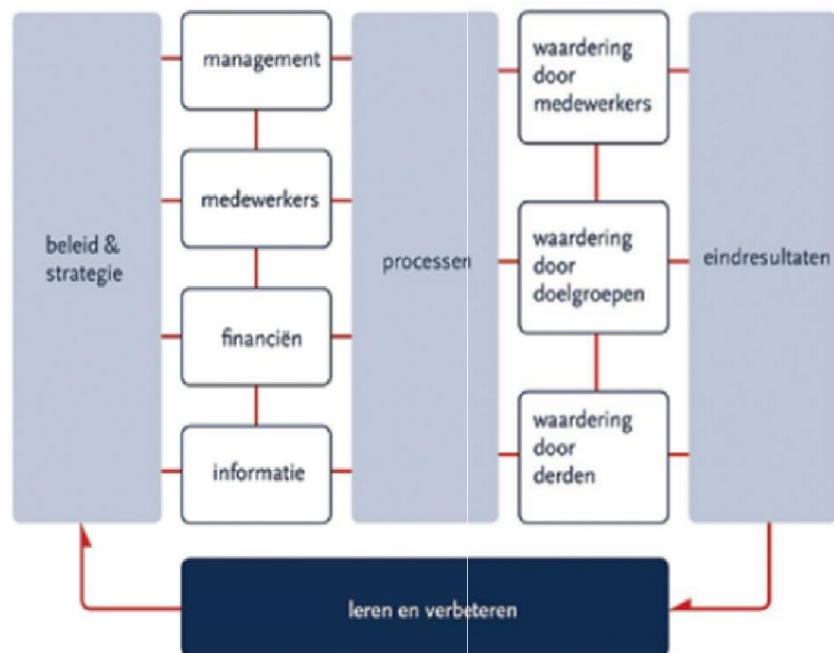 beleid &
strategie
management
medewerkers
financiën
informatie
processen
waardering
door
medewerkers
waardering
door
doelgroepen
waardering
door
derden
eindresultaten
leren en verbeteren